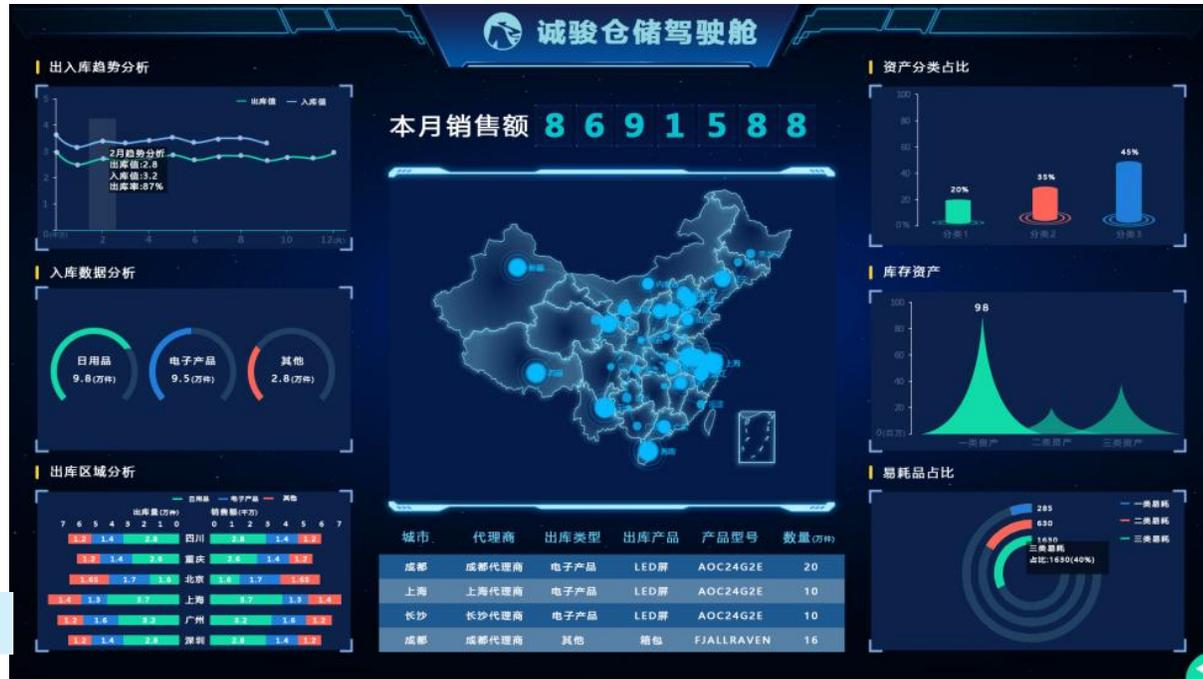 诚骏仓储驾驶舱
出入库趋势分析
5
出库值 入库值
4
3
2月趋势分析
出库值:2.8
入库值:3.2
出库率:87%
2
1
0(千万) 2 4 6 8 10 12(月)
入库数据分析
日用品
9.8(万件)
电子产品
9.5(万件)
其他
2.8(万件)
出库区域分析
日用品 电子产品 其他
出库量(万件) 销售额(千万)
7 6 5 4 3 2 1 0 0 1 2 3 4 5 6 7
1.2 1.4 2.8 四川 2.8 1.4 1.2
1.2 1.4 2.6 重庆 2.6 1.4 1.2
1.65 1.7 1.6 北京 1.6 1.7 1.65
1.4 1.3 3.7 上海 3.7 1.3 1.4
1.2 1.6 3.2 广州 3.2 1.6 1.2
1.2 1.4 2.8 深圳 2.8 1.4 1.2
本月销售额 8 6 9 1 5 8 8
新疆
西藏
上海
海南
城市 代理商 出库类型 出库产品 产品型号 数量(万件)
成都 成都代理商 电子产品 LED屏 AOC24G2E 20
上海 上海代理商 电子产品 LED屏 AOC24G2E 10
长沙 长沙代理商 电子产品 LED屏 AOC24G2E 10
成都 成都代理商 其他 箱包 FJALLRAVEN 16
资产分类占比
100
80
60
40
20
0%
20% 35% 45%
分类1 分类2 分类3
库存资产
100
98
80
60
40
20
0(百万)
一类资产 二类资产 三类资产
易耗品占比
285
630
1630
一类易耗
二类易耗
三类易耗
三类易耗
占比:1630(40%)